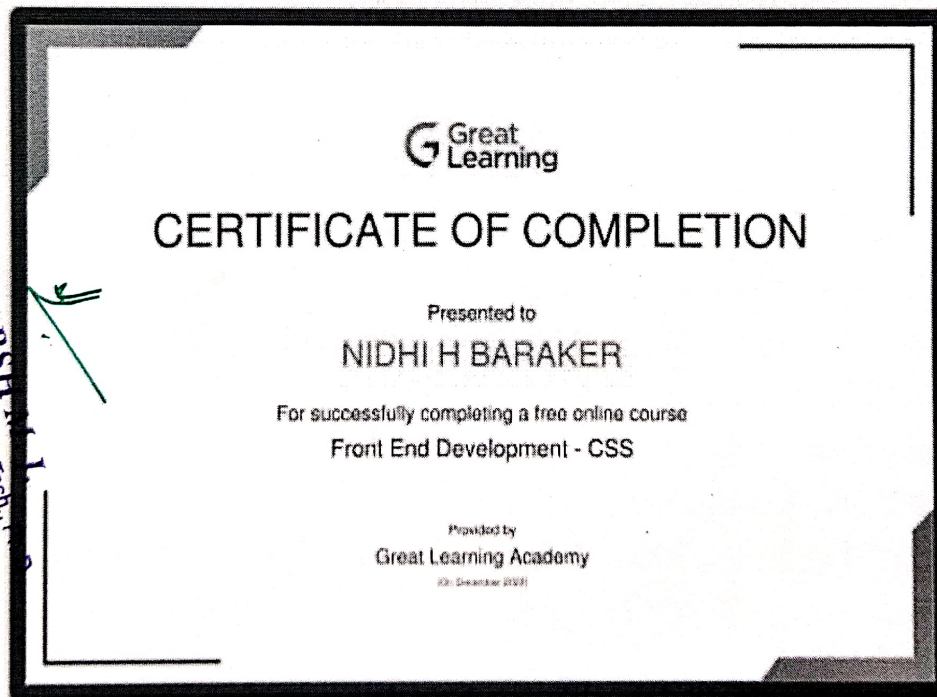 Great
Learning
CERTIFICATE OF COMPLETION
Presented to
NIDHI H BARAKER
For successfully completing a free online course
Front End Development - CSS
Provided by
Great Learning Academy
December